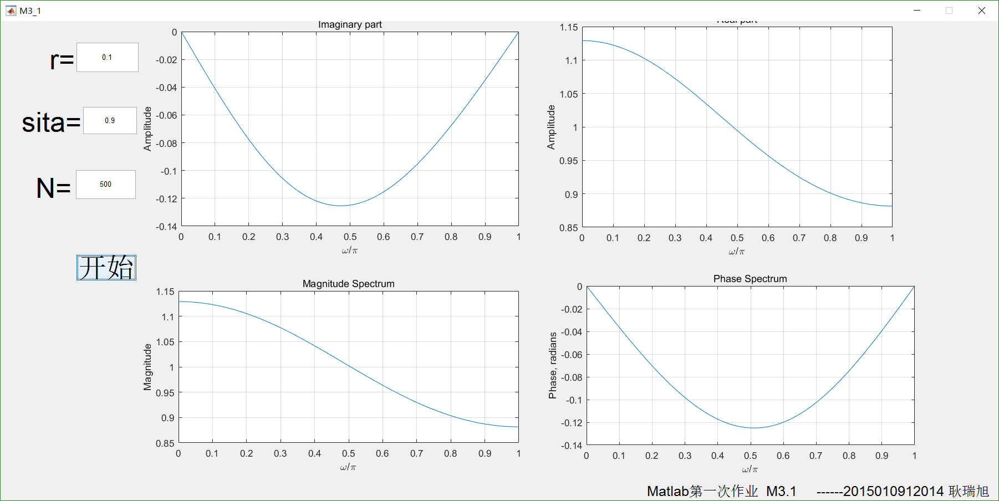 M3_1
r=
0.1
sita=
0.9
N=
500
开始
Imaginary part
Amplitude
0
-0.02
-0.04
-0.06
-0.08
-0.1
-0.12
-0.14
0 0.1 0.2 0.3 0.4 0.5 0.6 0.7 0.8 0.9 1
ω/π
Real part
Amplitude
1.15
1.1
1.05
1
0.95
0.9
0.85
0 0.1 0.2 0.3 0.4 0.5 0.6 0.7 0.8 0.9 1
ω/π
Magnitude Spectrum
Magnitude
1.15
1.1
1.05
1
0.95
0.9
0.85
0 0.1 0.2 0.3 0.4 0.5 0.6 0.7 0.8 0.9 1
ω/π
Phase Spectrum
Phase, radians
0
-0.02
-0.04
-0.06
-0.08
-0.1
-0.12
-0.14
0 0.1 0.2 0.3 0.4 0.5 0.6 0.7 0.8 0.9 1
ω/π
Matlab第一次作业 M3.1 ------2015010912014 耿瑞旭